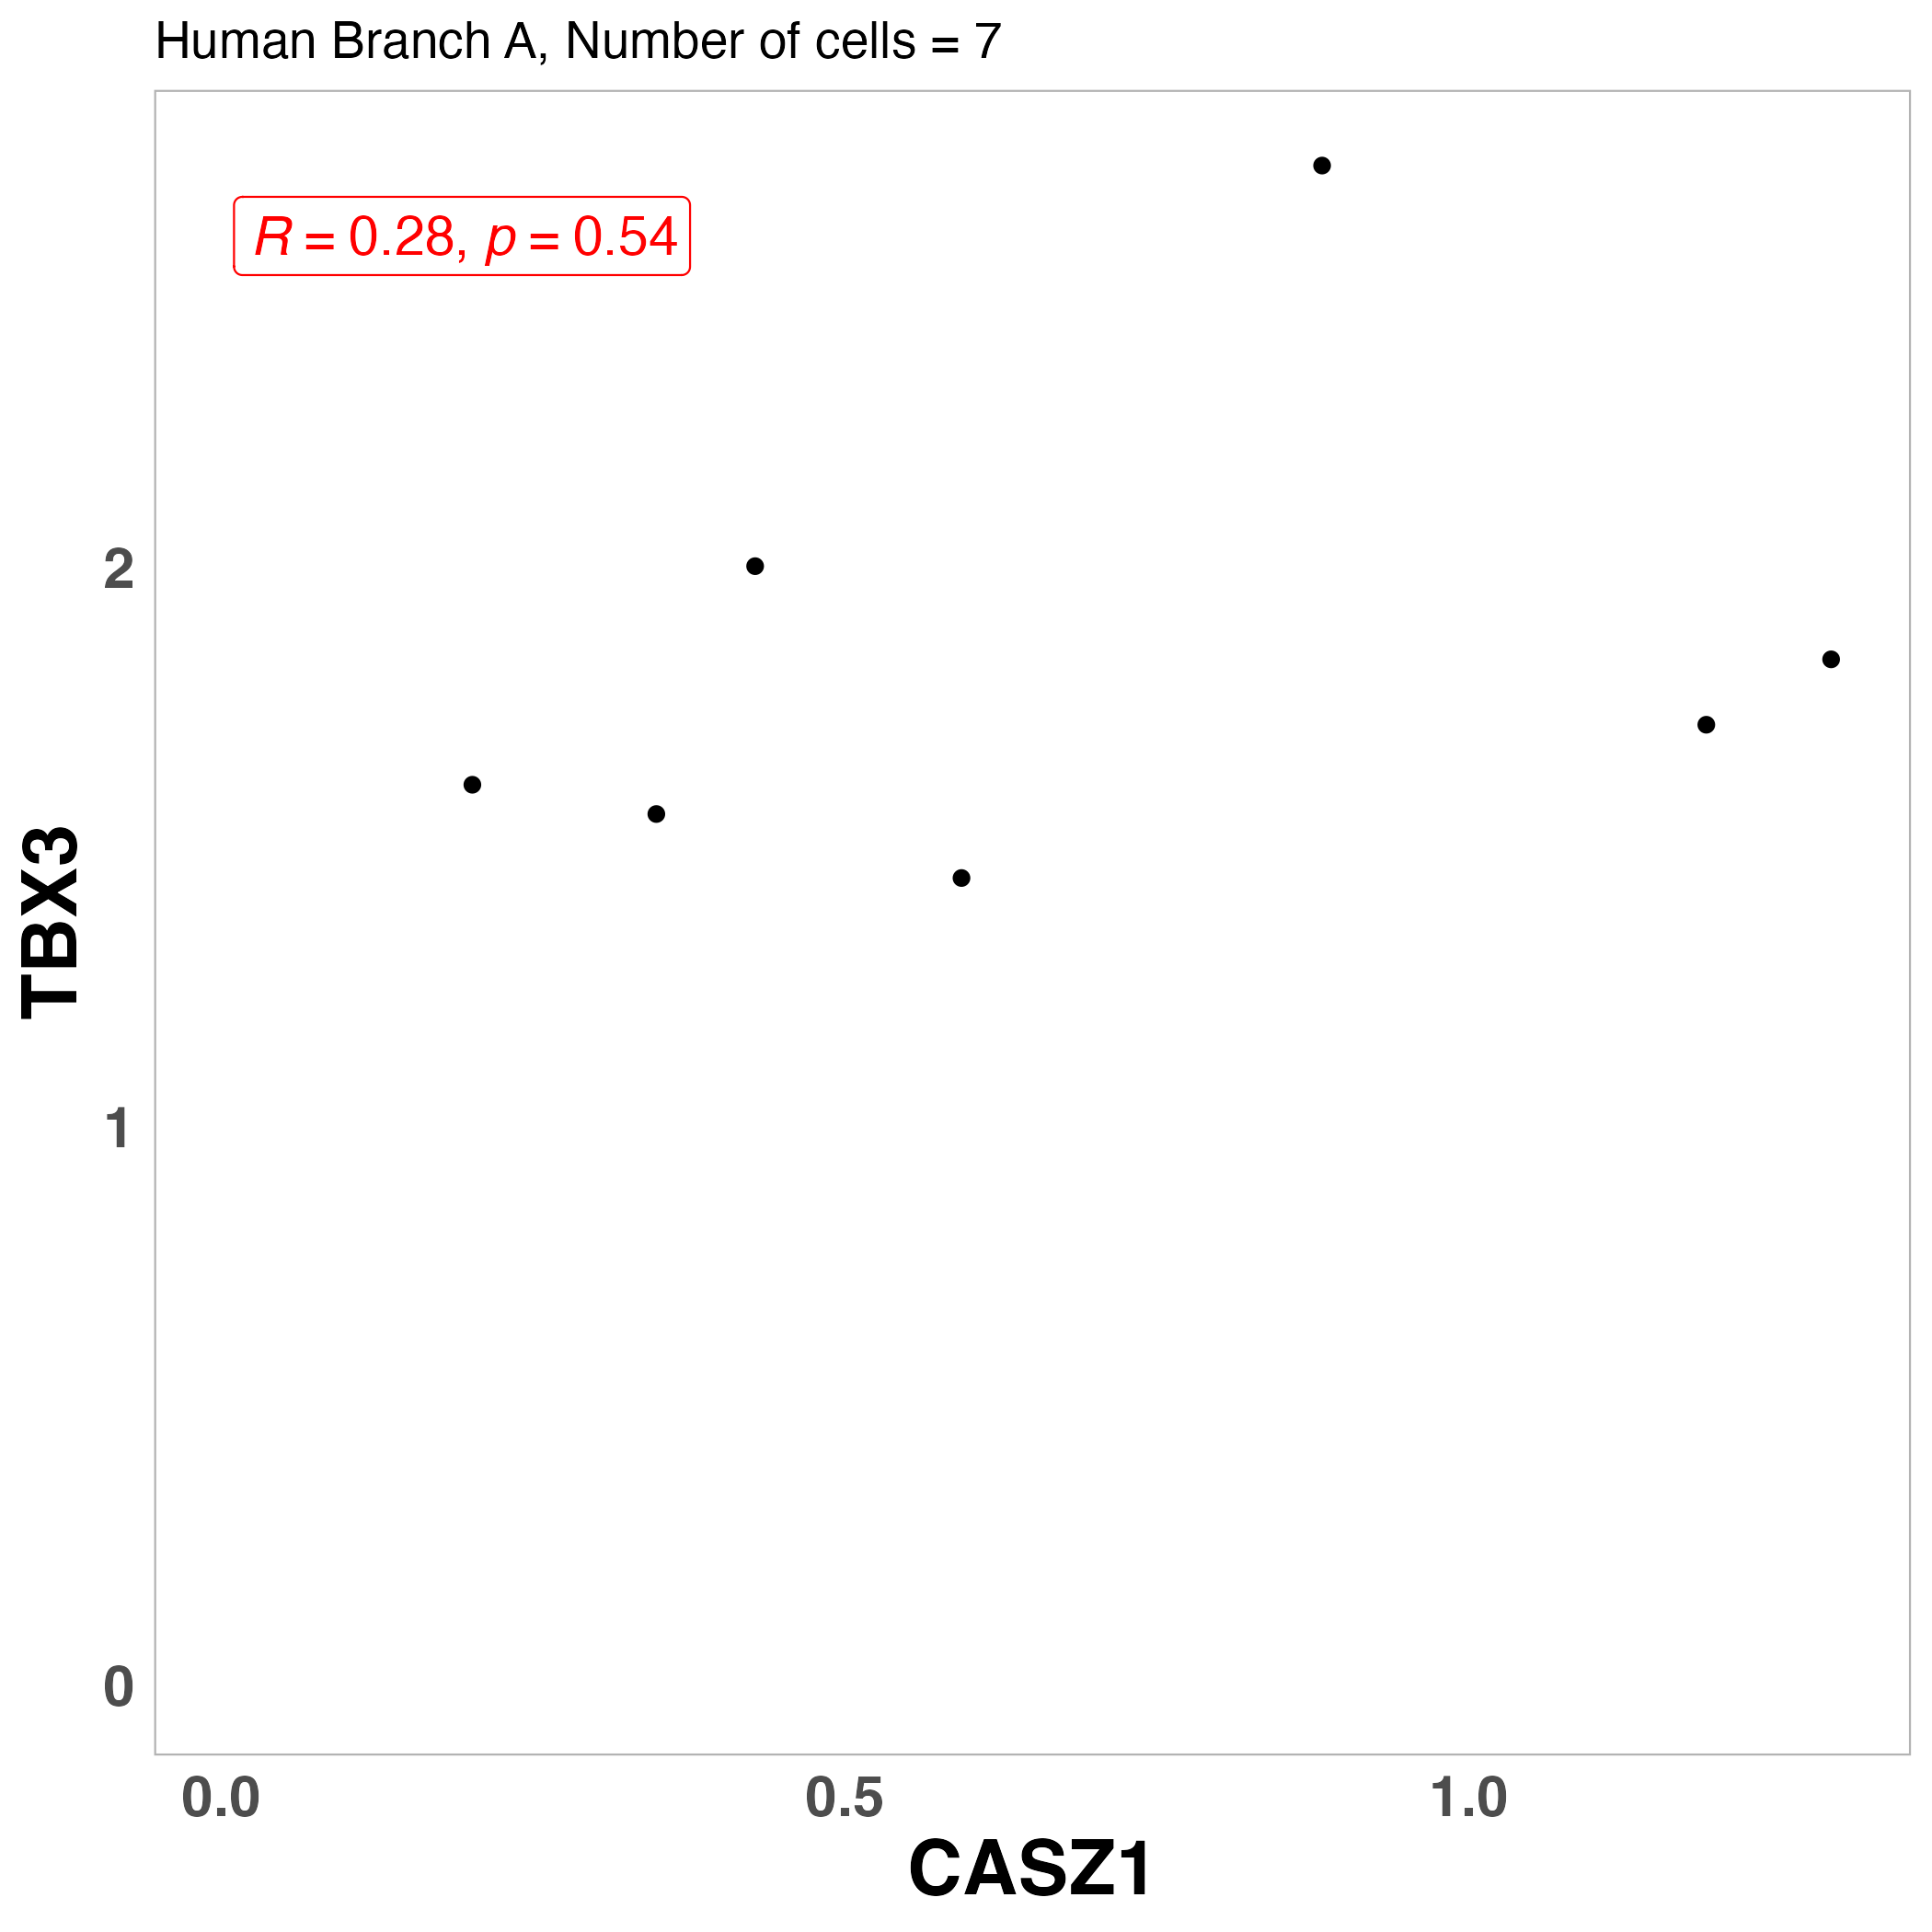 Human Branch A, Number of cells = 7
R = 0.28, p = 0.54
2
1
0
TBX3
0.0 0.5 1.0
CASZ1